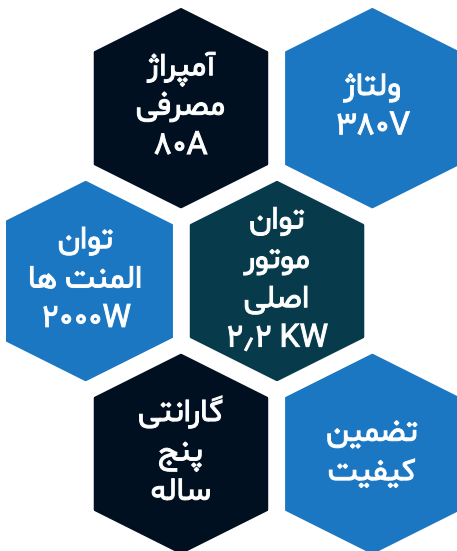 ولتاژ
۳۸۰V
آمپراژ
مصرفی
۸۰A
توان
موتور
اصلی
۲٫۲ KW
توان
المنت ها
۲۰۰۰W
تضمین
کیفیت
گارانتی
پنج
ساله